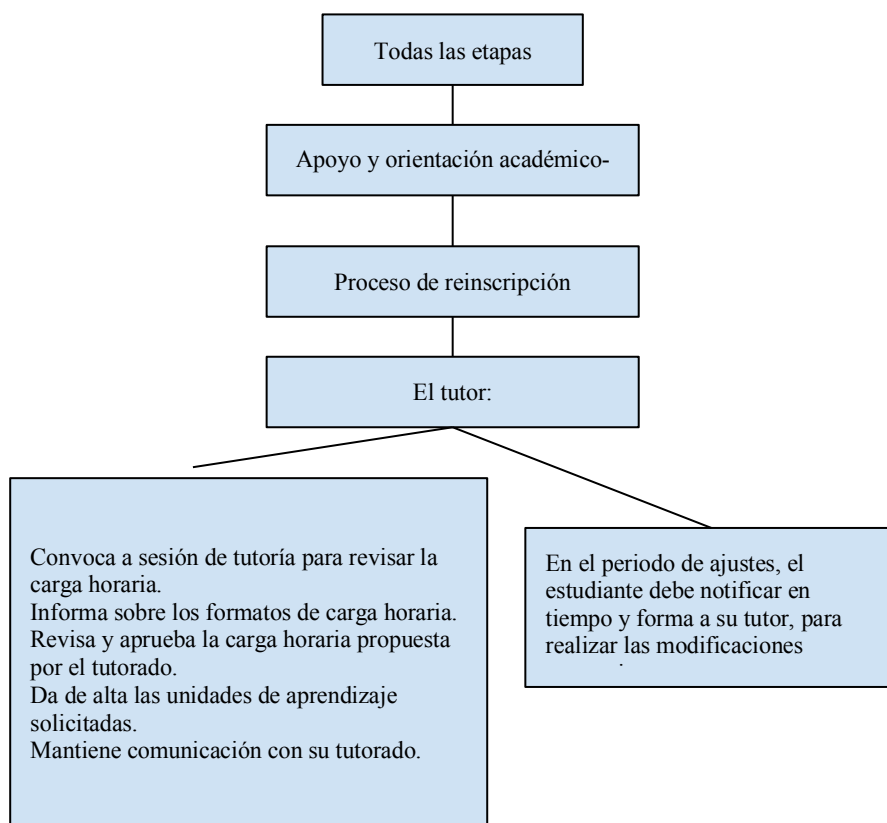 Todas las etapas
Apoyo y orientación académico-
Proceso de reinscripción
El tutor:
Convoca a sesión de tutoría para revisar la
carga horaria.
Informa sobre los formatos de carga horaria.
Revisa y aprueba la carga horaria propuesta
por el tutorado.
Da de alta las unidades de aprendizaje
solicitadas.
Mantiene comunicación con su tutorado.
En el periodo de ajustes, el
estudiante debe notificar en
tiempo y forma a su tutor, para
realizar las modificaciones